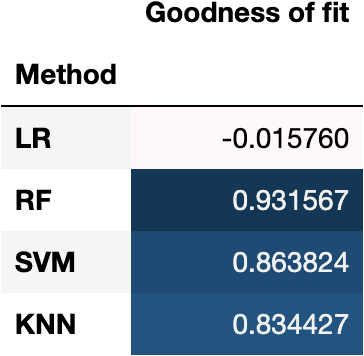 Goodness of fit
Method
LR -0.015760
RF 0.931567
SVM 0.863824
KNN 0.834427